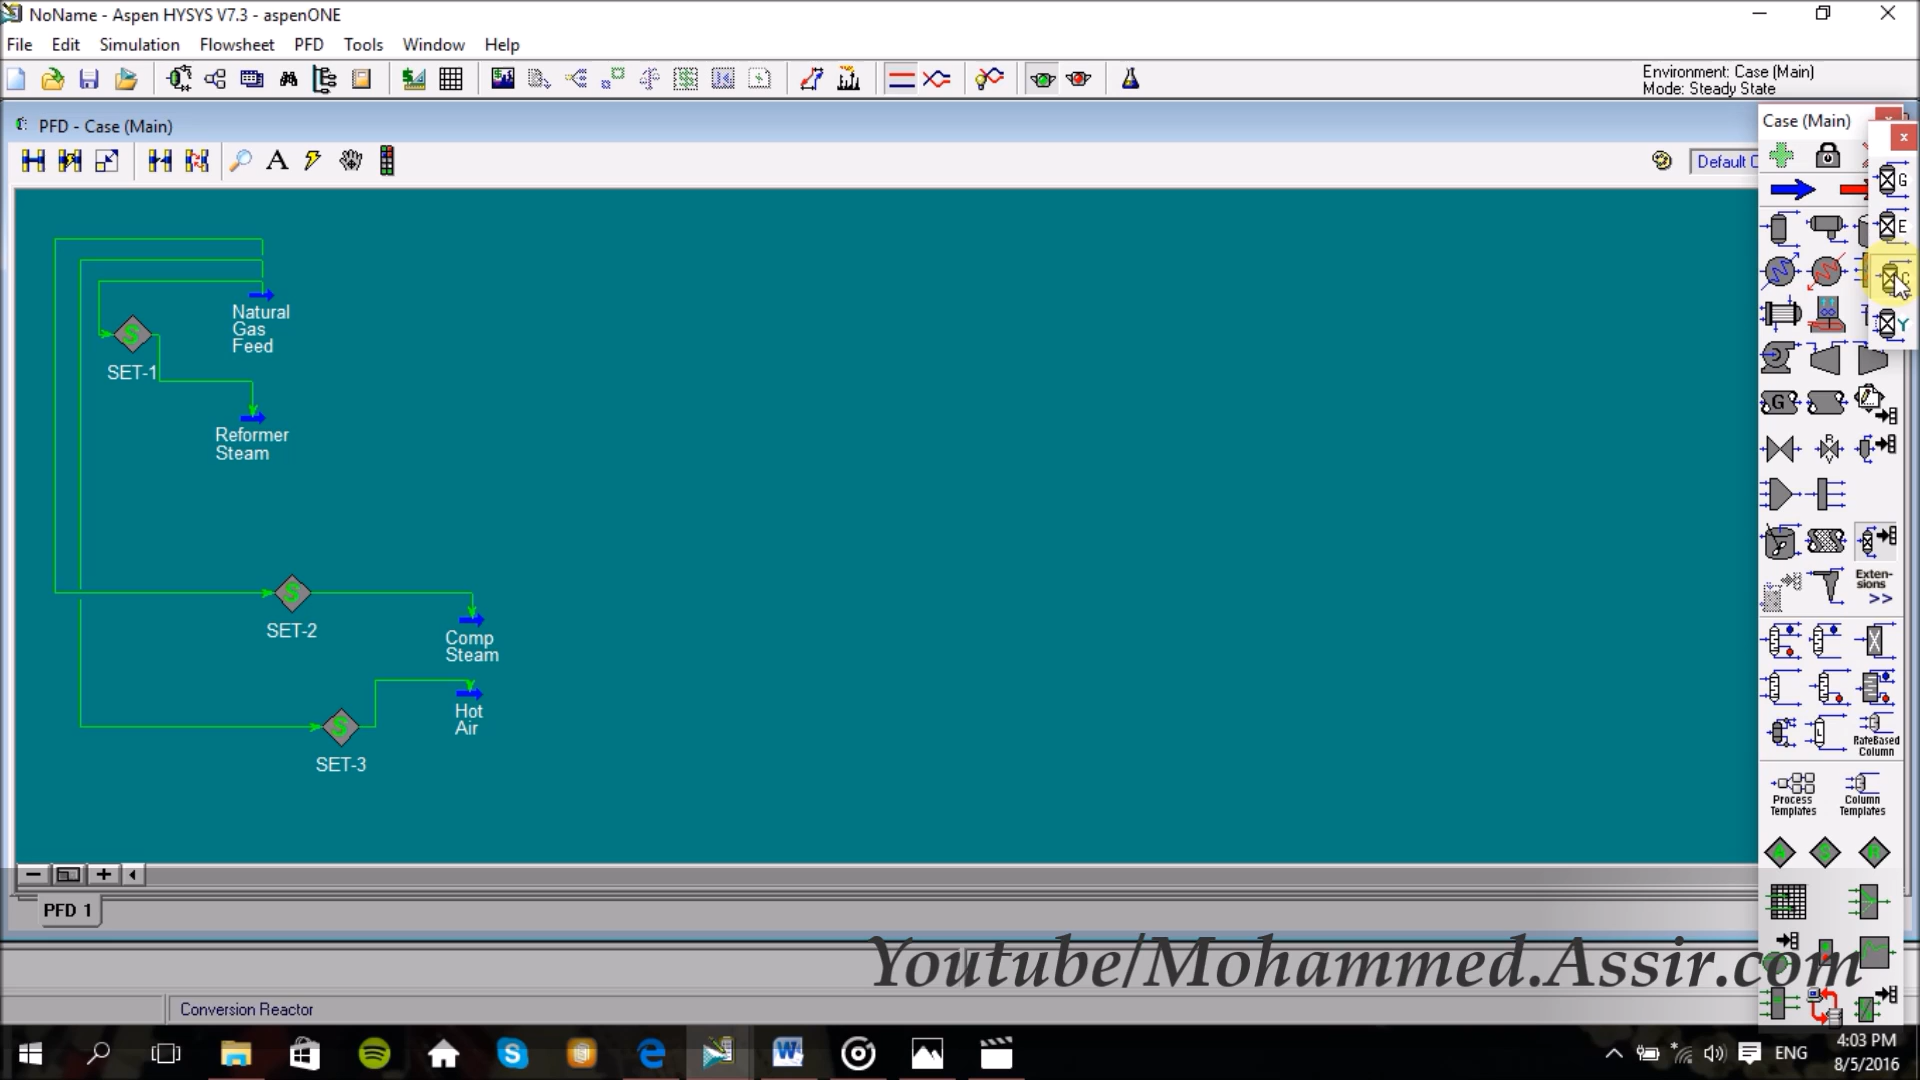 NoName - Aspen HYSYS V7.3 - aspenONE
File Edit Simulation Flowsheet PFD Tools Window Help
Environment: Case (Main)
Mode: Steady State
PFD - Case (Main)
Case (Main)
A
Default C
G
E
C
Y
Natural
Gas
Feed
S
SET-1
Reformer
Steam
S
SET-2
Comp
Steam
Hot
Air
S
SET-3
G
R
V
Exten-
sions
>>
L
RateBased
Column
Process
Templates
Column
Templates
A S R
PFD 1
Youtube/Mohammed.Assir.com
Conversion Reactor
ENG
4:03 PM
8/5/2016